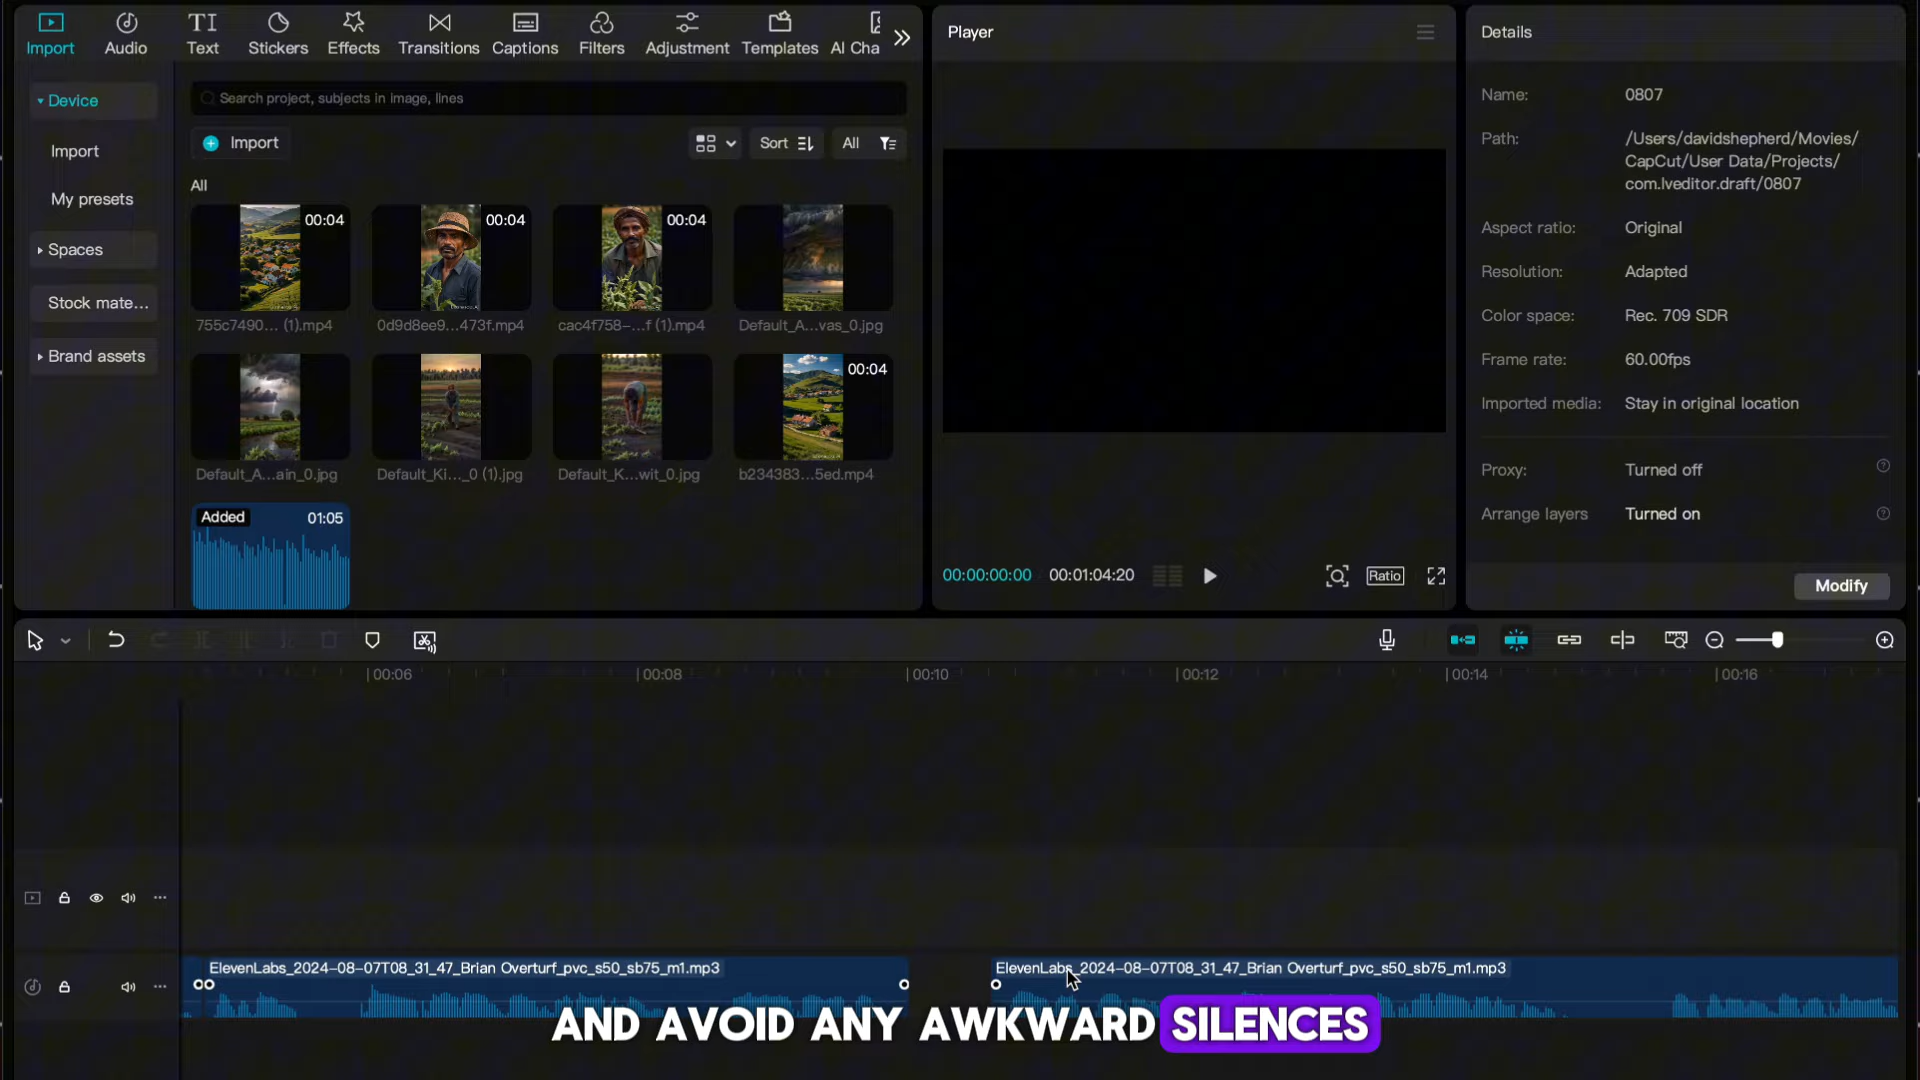 Import
Audio
TI
Text
Stickers
Effects
Transitions
Captions
Filters
Adjustment
Templates
AI Cha
Device
Import
My presets
Spaces
Stock mate...
Brand assets
Search project, subjects in image, lines
Import
Sort
All
All
00:04
755c7490... (1).mp4
00:04
0d9d8ee9...473f.mp4
00:04
cac4f758-...f (1).mp4
Default_A...vas_0.jpg
Default_A...ain_0.jpg
Default_Ki..._0 (1).jpg
Default_K...wit_0.jpg
00:04
b234383...5ed.mp4
Added
01:05
Player
00:00:00:00
00:01:04:20
Ratio
Details
Name: 0807
Path: /Users/davidshepherd/Movies/
CapCut/User Data/Projects/
com.lveditor.draft/0807
Aspect ratio: Original
Resolution: Adapted
Color space: Rec. 709 SDR
Frame rate: 60.00fps
Imported media: Stay in original location
Proxy: Turned off
Arrange layers Turned on
Modify
00:06
00:08
00:10
00:12
00:14
00:16
ElevenLabs_2024-08-07T08_31_47_Brian Overturf_pvc_s50_sb75_m1.mp3
ElevenLabs_2024-08-07T08_31_47_Brian Overturf_pvc_s50_sb75_m1.mp3
AND AVOID ANY AWKWARD SILENCES